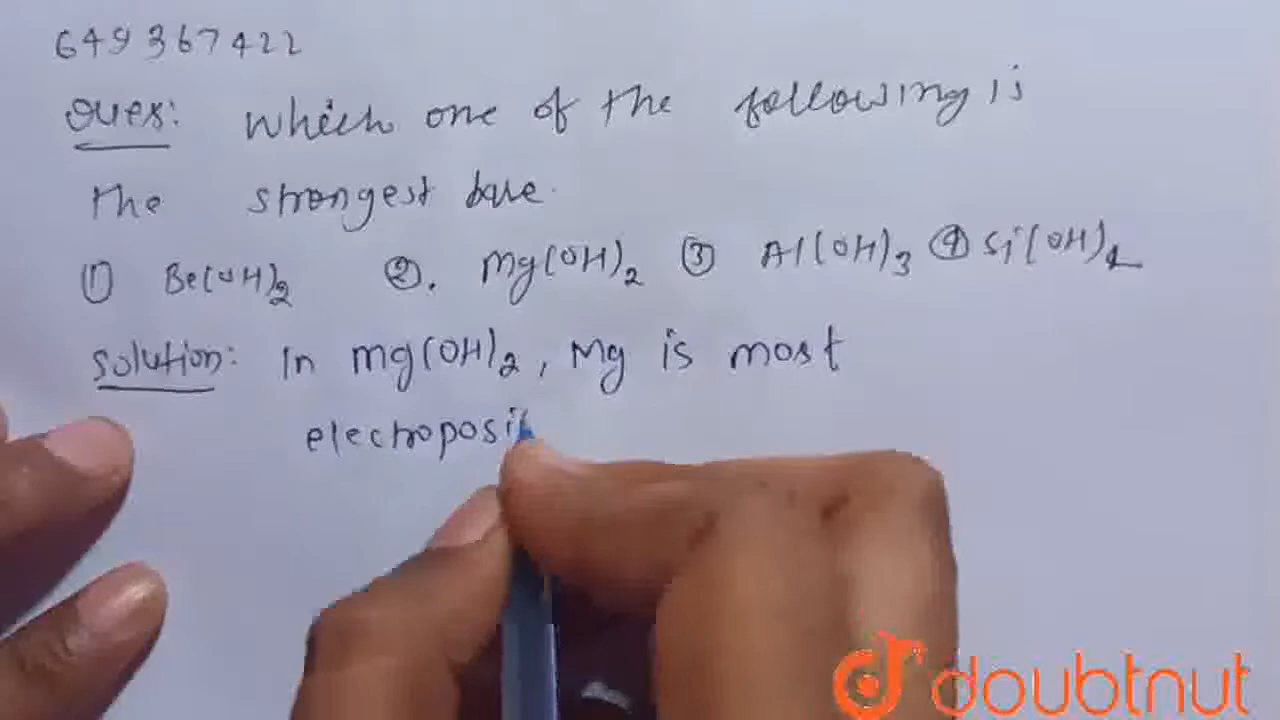 649367422
Ques: Which one of the following is
the strongest base.
① Be(OH)2 ②. Mg(OH)2 ③ Al(OH)3 ④ Si(OH)4
Solution: In Mg(OH)2, Mg is most
electroposi
doubtnut